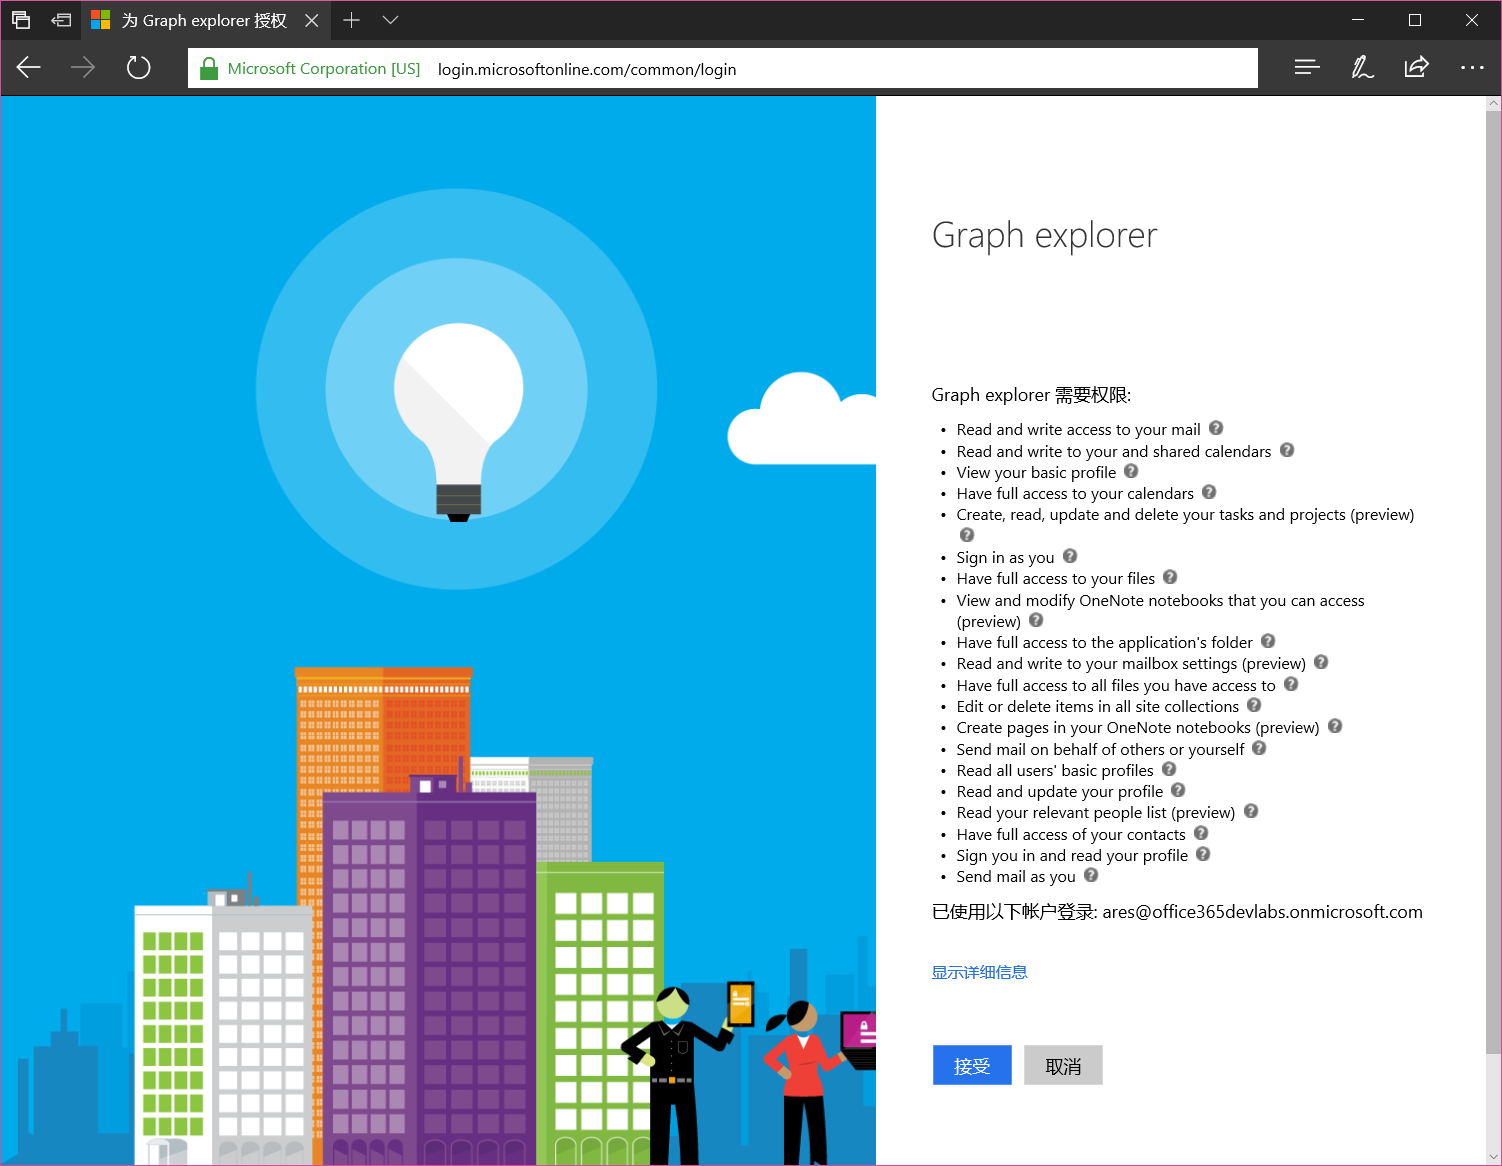 为 Graph explorer 授权
Microsoft Corporation [US] login.microsoftonline.com/common/login
Graph explorer
Graph explorer 需要权限:
• Read and write access to your mail
• Read and write to your and shared calendars
• View your basic profile
• Have full access to your calendars
• Create, read, update and delete your tasks and projects (preview)
• Sign in as you
• Have full access to your files
• View and modify OneNote notebooks that you can access
(preview)
• Have full access to the application's folder
• Read and write to your mailbox settings (preview)
• Have full access to all files you have access to
• Edit or delete items in all site collections
• Create pages in your OneNote notebooks (preview)
• Send mail on behalf of others or yourself
• Read all users' basic profiles
• Read and update your profile
• Read your relevant people list (preview)
• Have full access of your contacts
• Sign you in and read your profile
• Send mail as you
已使用以下帐户登录: ares@office365devlabs.onmicrosoft.com
显示详细信息
接受 取消